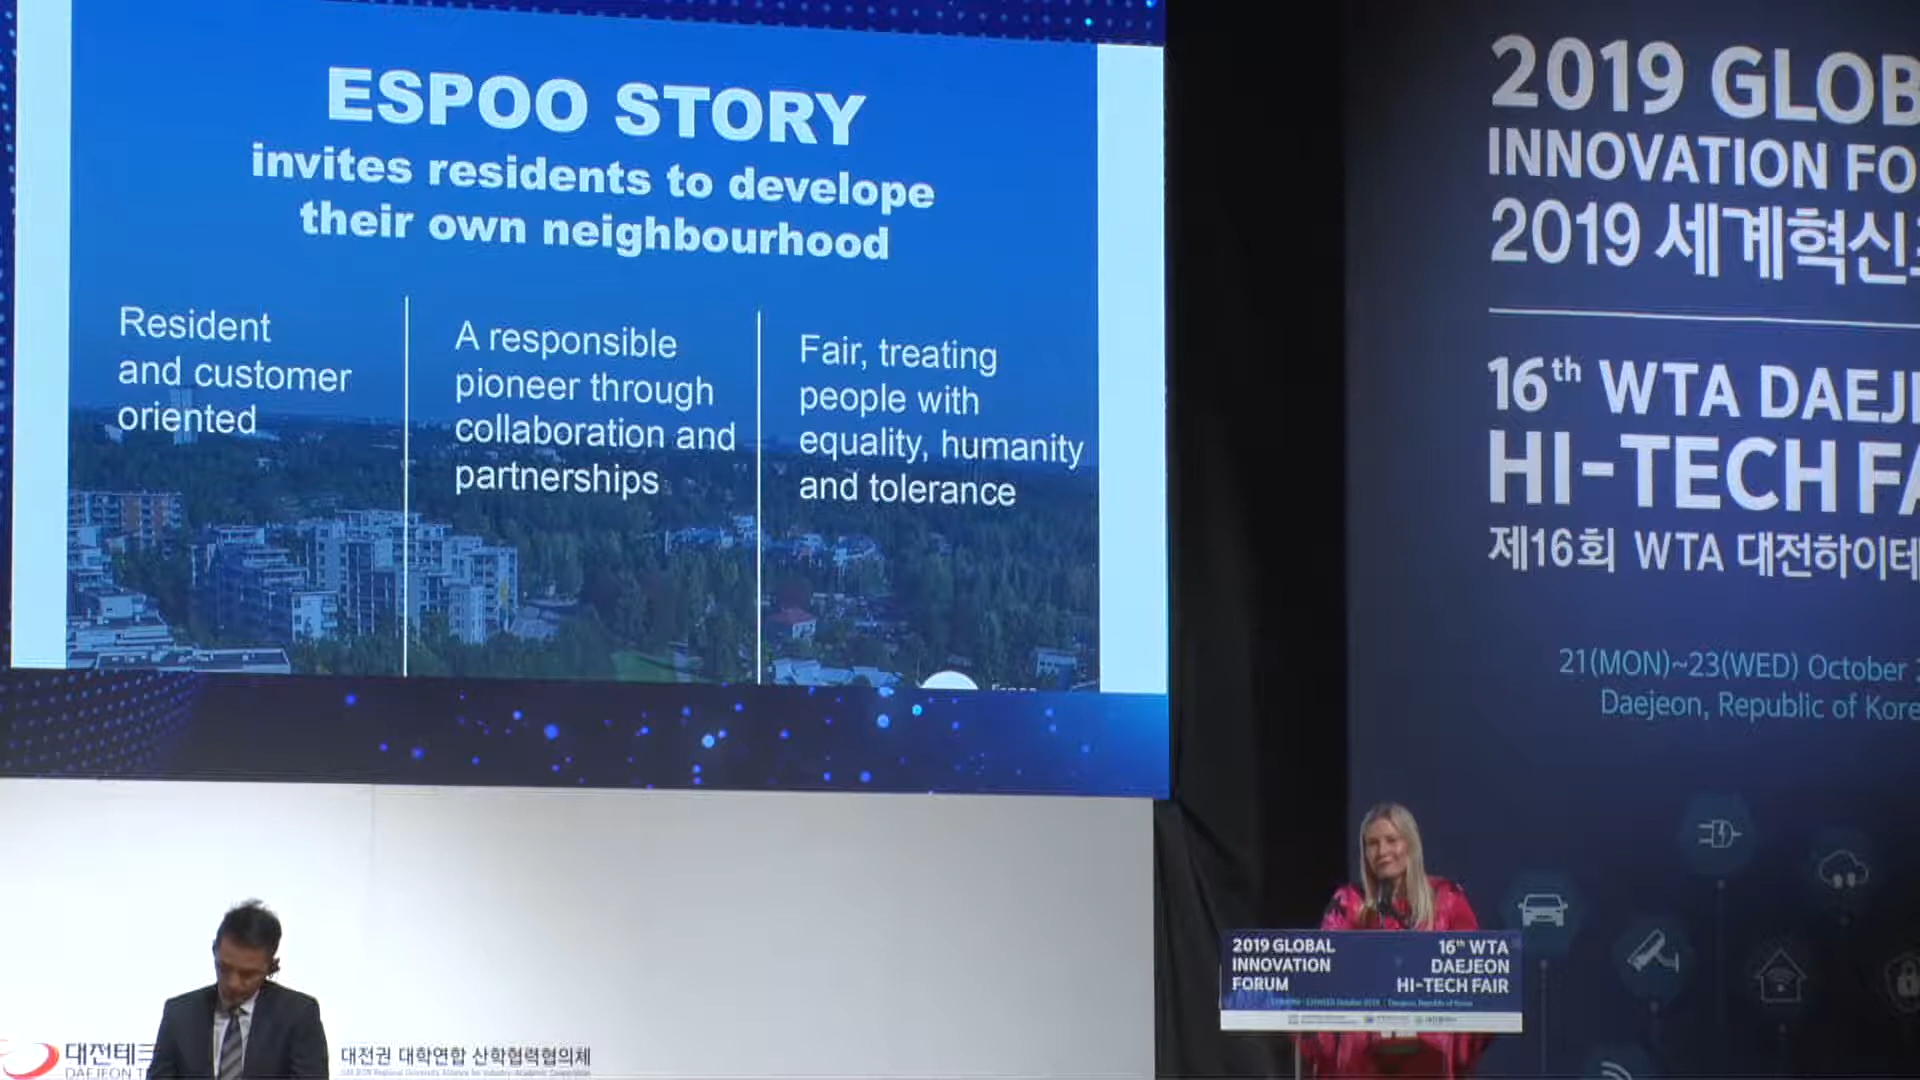 ESPOO STORY
invites residents to develope
their own neighbourhood
Resident
and customer
oriented
A responsible
pioneer through
collaboration and
partnerships
Fair, treating
people with
equality, humanity
and tolerance
2019 GLOB
INNOVATION FO
2019 세계혁신
16th WTA DAEJ
HI-TECH FA
제16회 WTA 대전하이테
21(MON)~23(WED) October
Daejeon, Republic of Kore
2019 GLOBAL
INNOVATION
FORUM
16th WTA
DAEJEON
HI-TECH FAIR
대전테크
DAEJEON T
대전권 대학연합 산학협력협의체